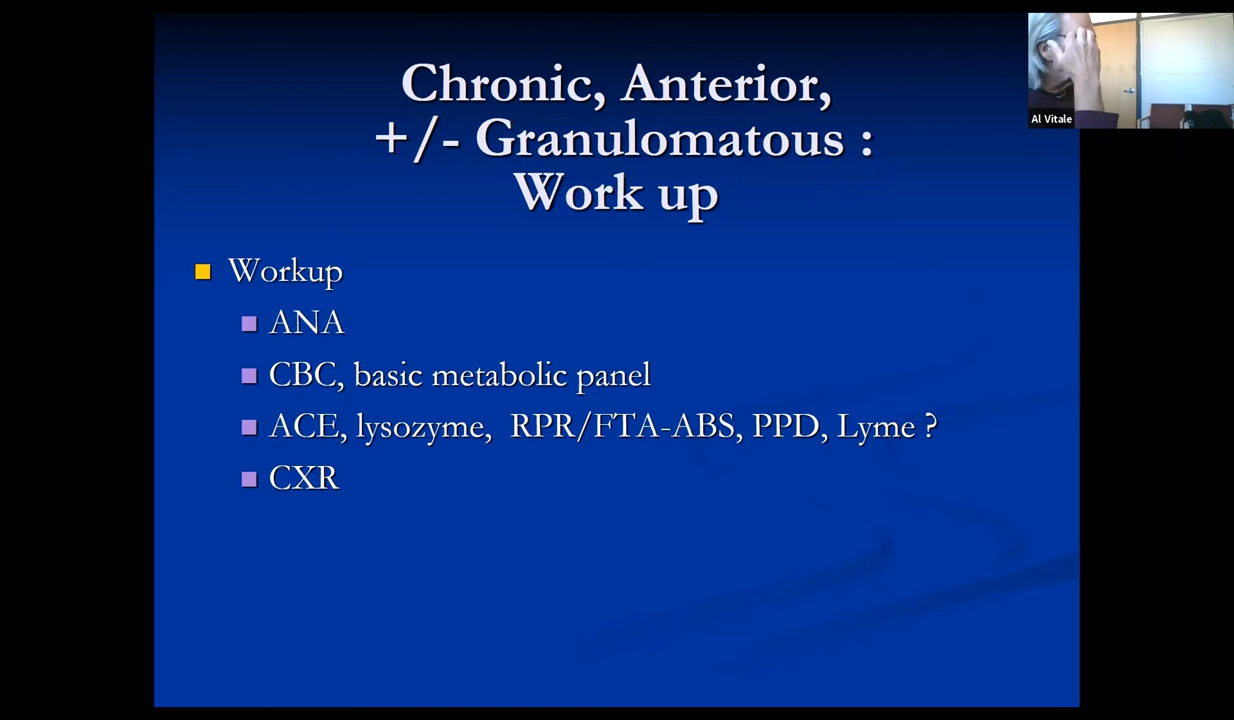 Chronic, Anterior,
+/- Granulomatous :
Work up
Workup
ANA
CBC, basic metabolic panel
ACE, lysozyme, RPR/FTA-ABS, PPD, Lyme ?
CXR
Al Vitale